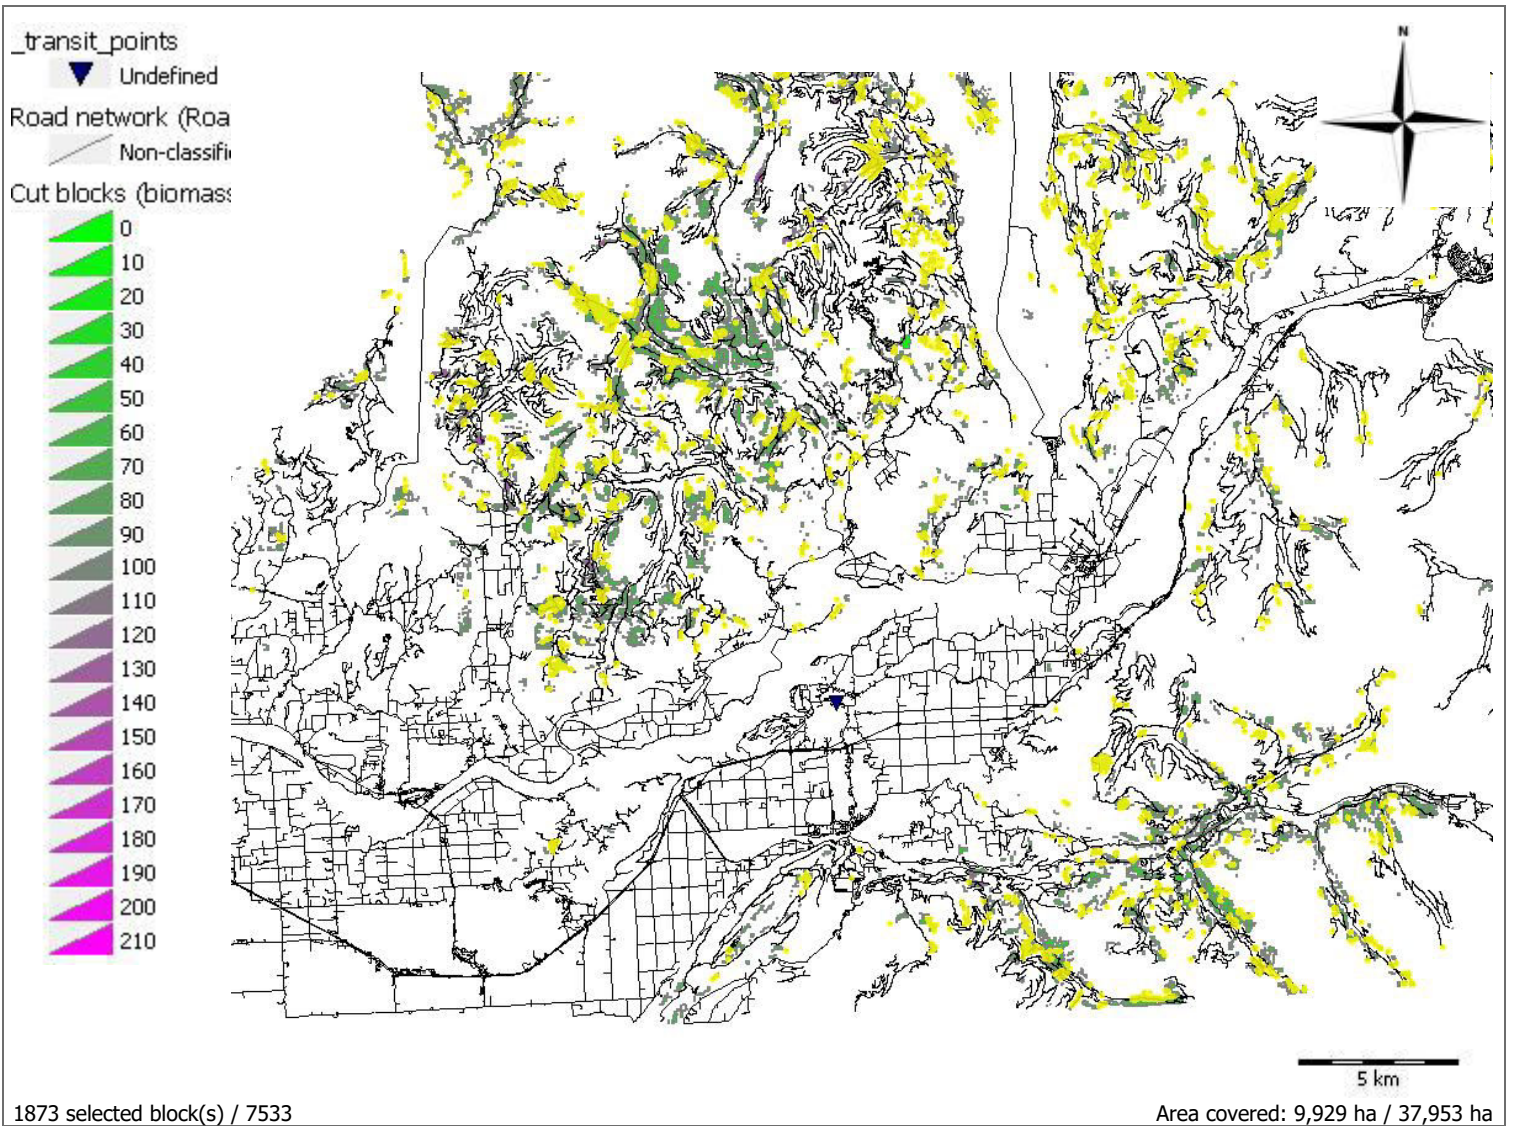 _transit_points
Undefined
Road network (Roa
Non-classifi
Cut blocks (biomas
0
10
20
30
40
50
60
70
80
90
100
110
120
130
140
150
160
170
180
190
200
210
N
5 km
1873 selected block(s) / 7533
Area covered: 9,929 ha / 37,953 ha